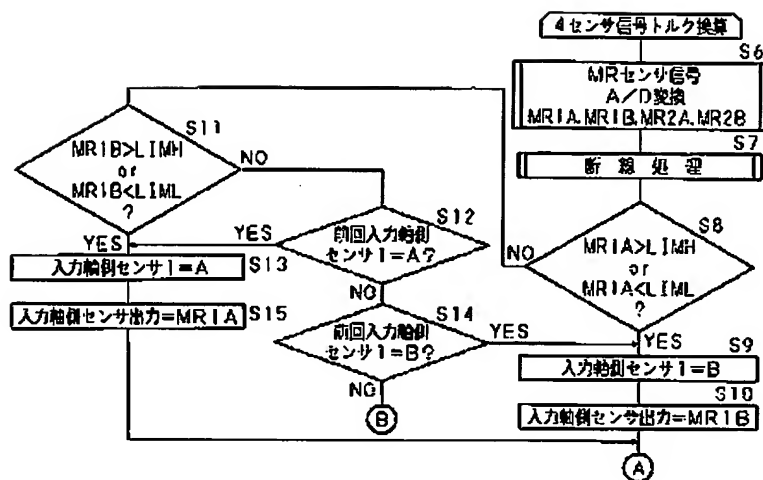 4センサ信号トルク換算
S6
MRセンサ信号
A/D変換
MR1A,MR1B,MR2A,MR2B
S7
断線処理
S8
MR1A>LIMH
or
MR1A<LIML
?
NO
YES
S9
入力軸側センサ1=B
S10
入力軸側センサ出力=MR1B
A
S11
MR1B>LIMH
or
MR1B<LIML
?
NO
YES
S12
前回入力軸側
センサ1=A?
YES
NO
S13
入力軸側センサ1=A
S15
入力軸側センサ出力=MR1A
S14
前回入力軸側
センサ1=B?
YES
NO
B